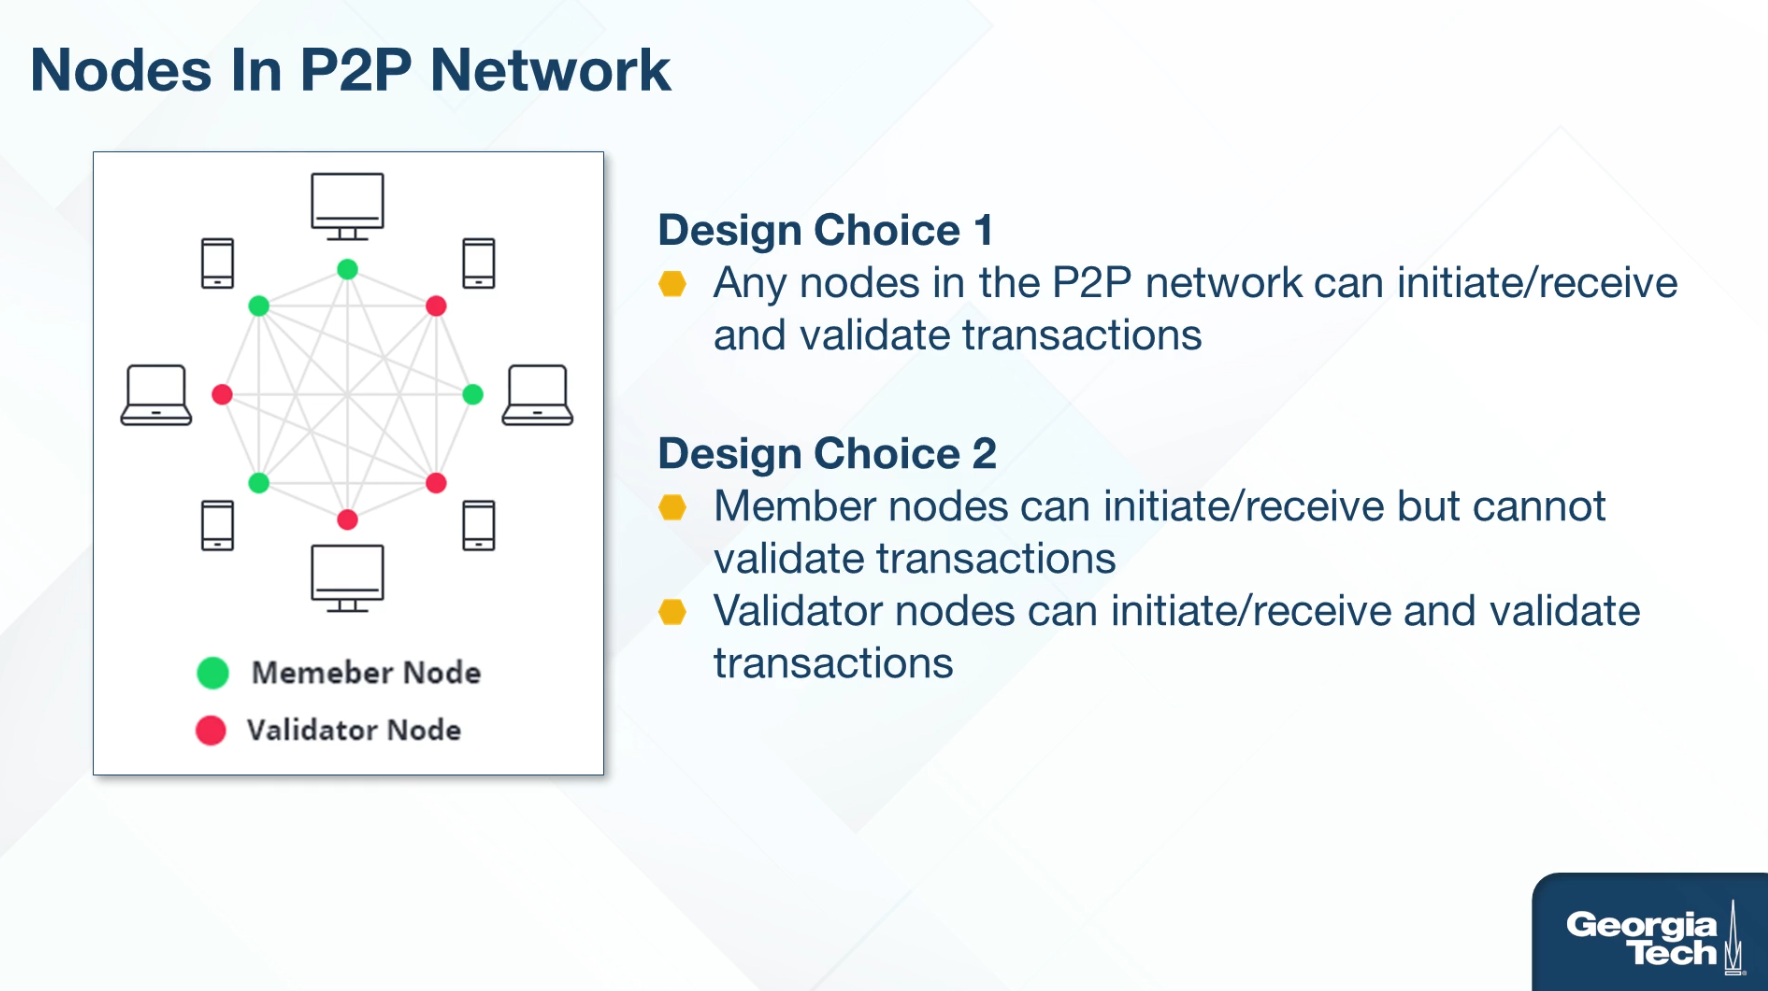 Nodes In P2P Network
Memeber Node
Validator Node
Design Choice 1
Any nodes in the P2P network can initiate/receive
and validate transactions
Design Choice 2
Member nodes can initiate/receive but cannot
validate transactions
Validator nodes can initiate/receive and validate
transactions
Georgia
Tech